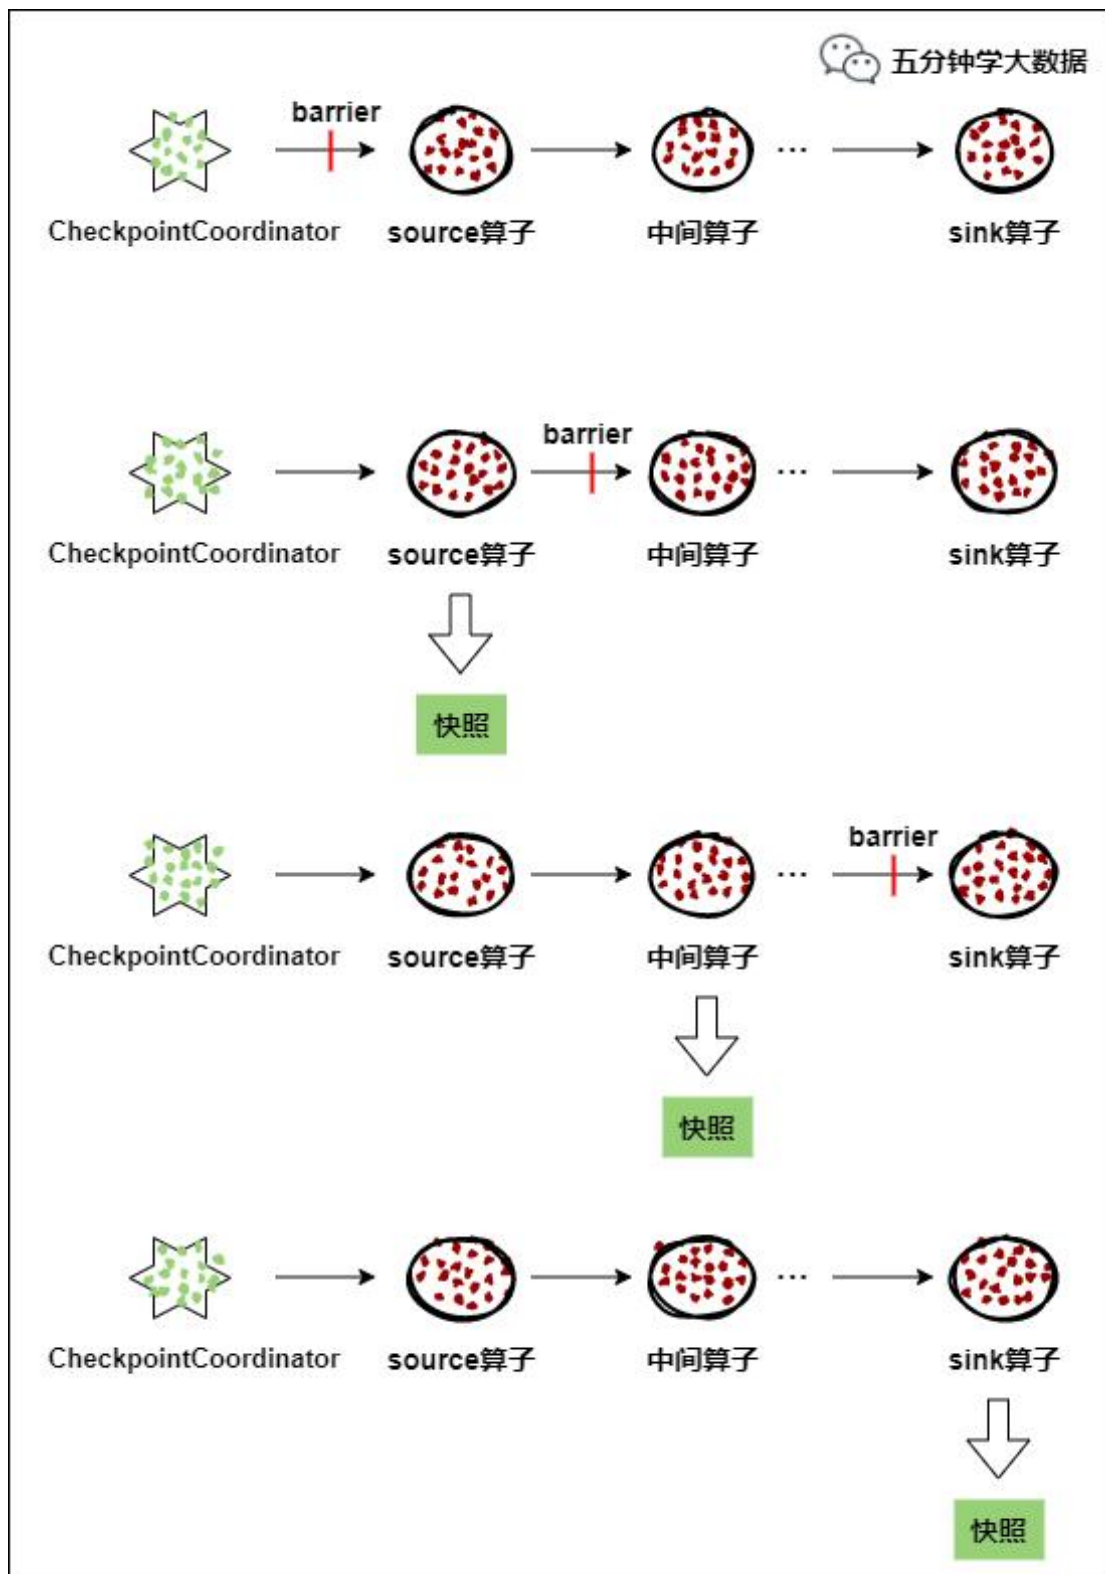 五分钟学大数据
barrier
CheckpointCoordinator source算子 中间算子 ... sink算子
barrier
CheckpointCoordinator source算子 中间算子 ... sink算子
快照
barrier
CheckpointCoordinator source算子 中间算子 ... sink算子
快照
CheckpointCoordinator source算子 中间算子 ... sink算子
快照